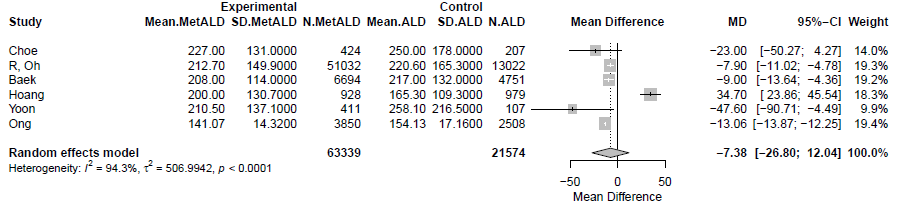 Experimental Control
Study Mean.MetALD SD.MetALD N.MetALD Mean.ALD SD.ALD N.ALD Mean Difference MD 95%−CI Weight
Choe 227.00 131.0000 424 250.00 178.0000 207 −23.00 [−50.27; 4.27] 14.0%
R, Oh 212.70 149.9000 51032 220.60 165.3000 13022 −7.90 [−11.02; −4.78] 19.3%
Baek 208.00 114.0000 6694 217.00 132.0000 4751 −9.00 [−13.64; −4.36] 19.2%
Hoang 200.00 130.7000 928 165.30 109.3000 979 34.70 [ 23.86; 45.54] 18.3%
Yoon 210.50 137.1000 411 258.10 216.5000 107 −47.60 [−90.71; −4.49] 9.9%
Ong 141.07 14.3200 3850 154.13 17.1600 2508 −13.06 [−13.87; −12.25] 19.4%
Random effects model 63339 21574 −7.38 [−26.80; 12.04] 100.0%
Heterogeneity: I² = 94.3%, τ² = 506.9942, p < 0.0001
−50 0 50
Mean Difference